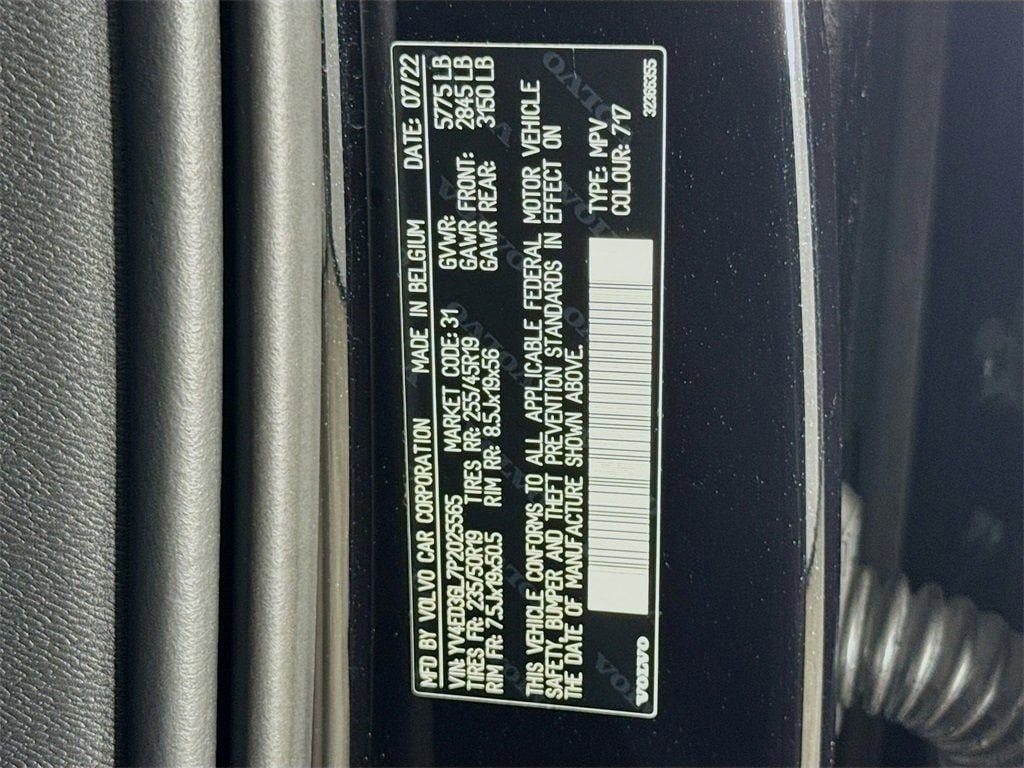 MFD BY VOLVO CAR CORPORATION MADE IN BELGIUM DATE: 07/22
VIN: YV4ED3GL7P2025565 MARKET CODE: 31 GVWR: 5775 LB
TIRES FR: 235/50R19 TIRES RR: 255/45R19 GAWR FRONT: 2845 LB
RIM FR: 7.5Jx19x50.5 RIM RR: 8.5Jx19x56 GAWR REAR: 3150 LB
THIS VEHICLE CONFORMS TO ALL APPLICABLE FEDERAL MOTOR VEHICLE
SAFETY, BUMPER AND THEFT PREVENTION STANDARDS IN EFFECT ON
THE DATE OF MANUFACTURE SHOWN ABOVE.
TYPE: MPV
COLOUR: 717
VOLVO
32366355